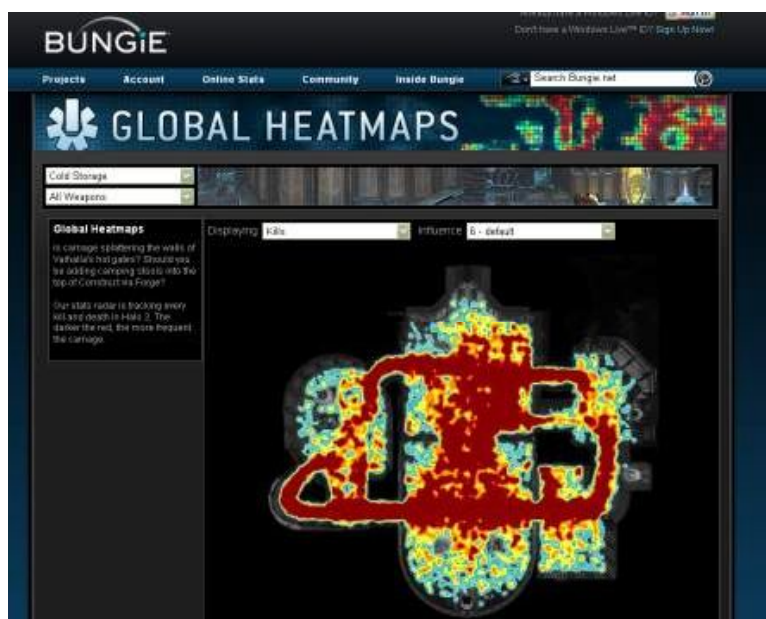 Don't have a Windows Live™ ID? Sign Up Now!
BUNGiE
Projects Account Online Stats Community Inside Bungie Search Bungie.net
GLOBAL HEATMAPS
Cold Storage
All Weapons
Global Heatmaps
Displaying Kills Influence 6 - default
Is carnage splattering the walls of
Valhalla's hot gates? Should you
be adding camping stools into the
top of Construct via Forge?
Our stats radar is tracking every
kill and death in Halo 3. The
darker the red, the more frequent
the carnage.